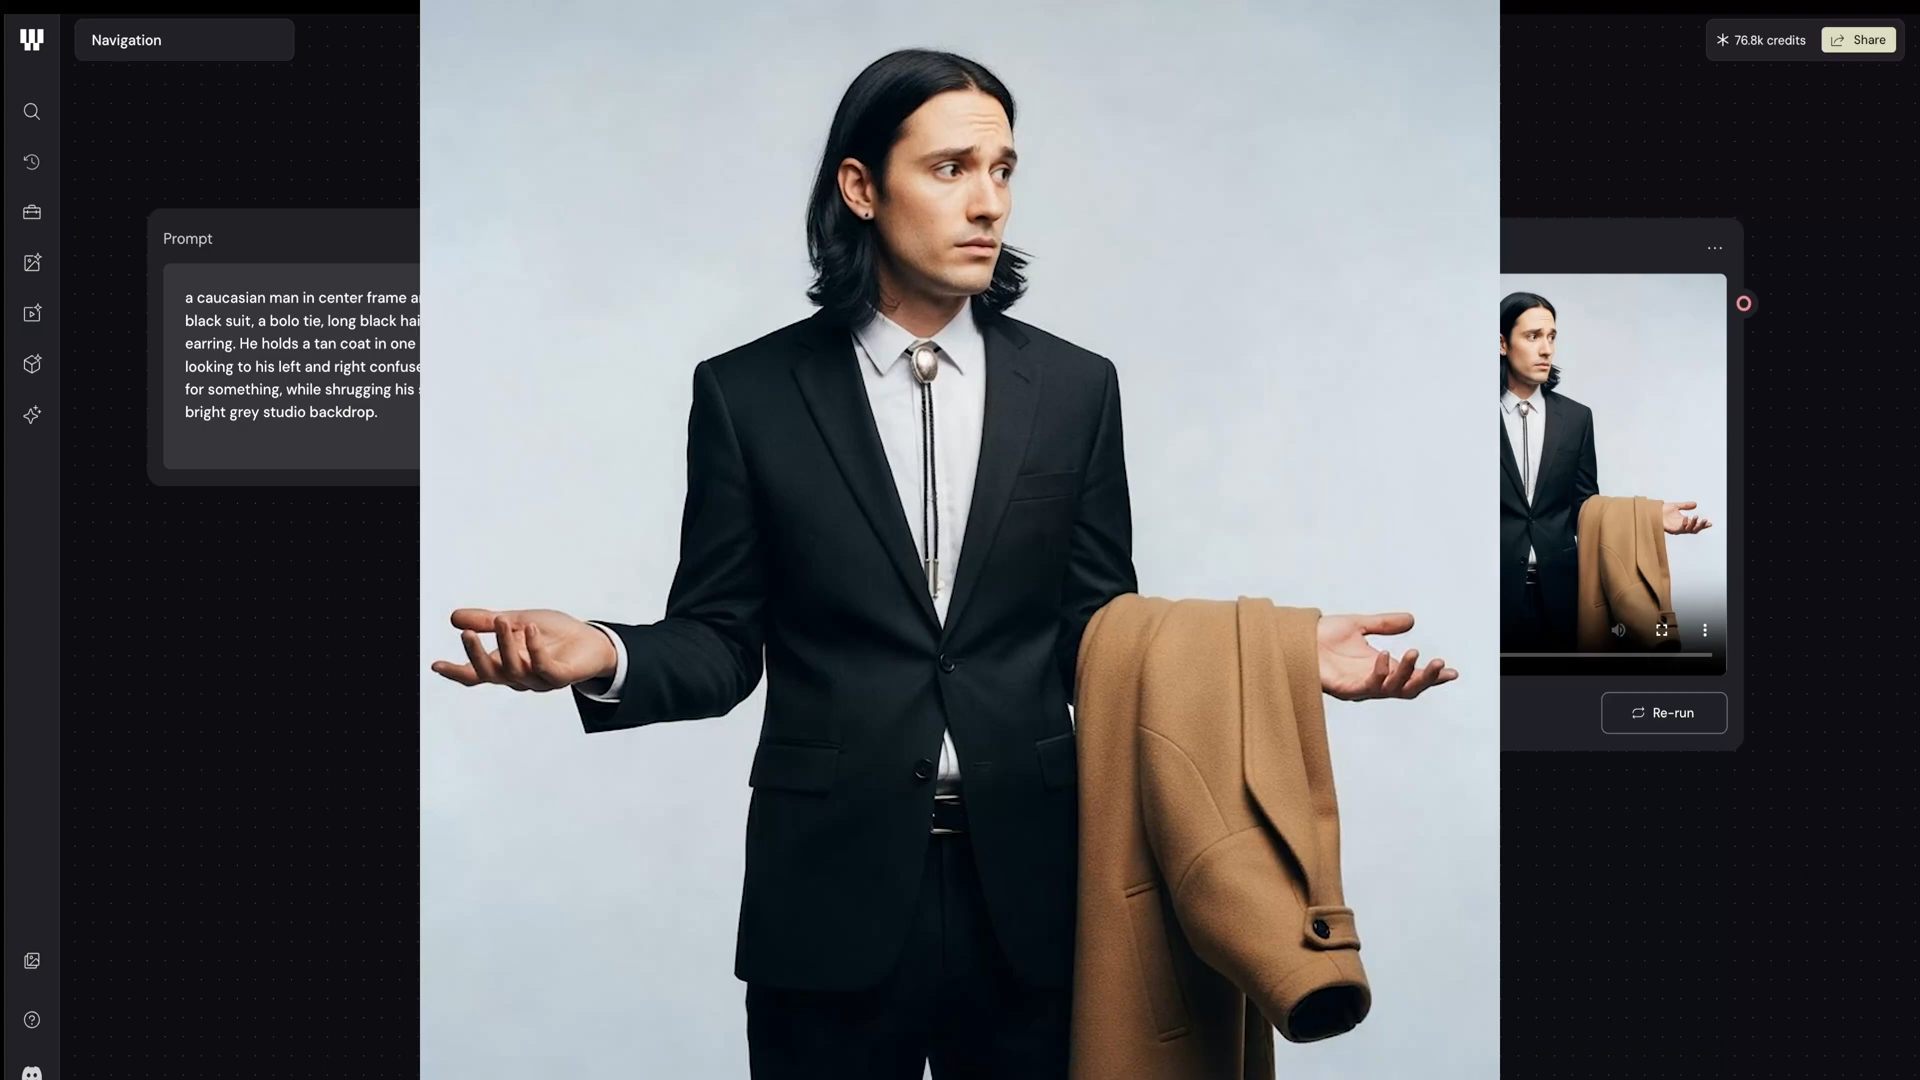 Navigation
76.8k credits
Share
Prompt
a caucasian man in center frame
black suit, a bolo tie, long black
earring. He holds a tan coat in one
looking to his left and right
for something, while shrugging his
bright grey studio backdrop.
Re-run